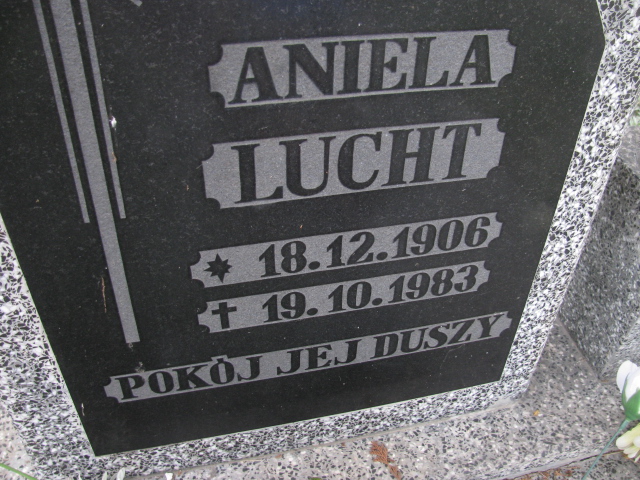 ANIELA
LUCHT
* 18.12.1906
† 19.10.1983
POKÓJ JEJ DUSZY